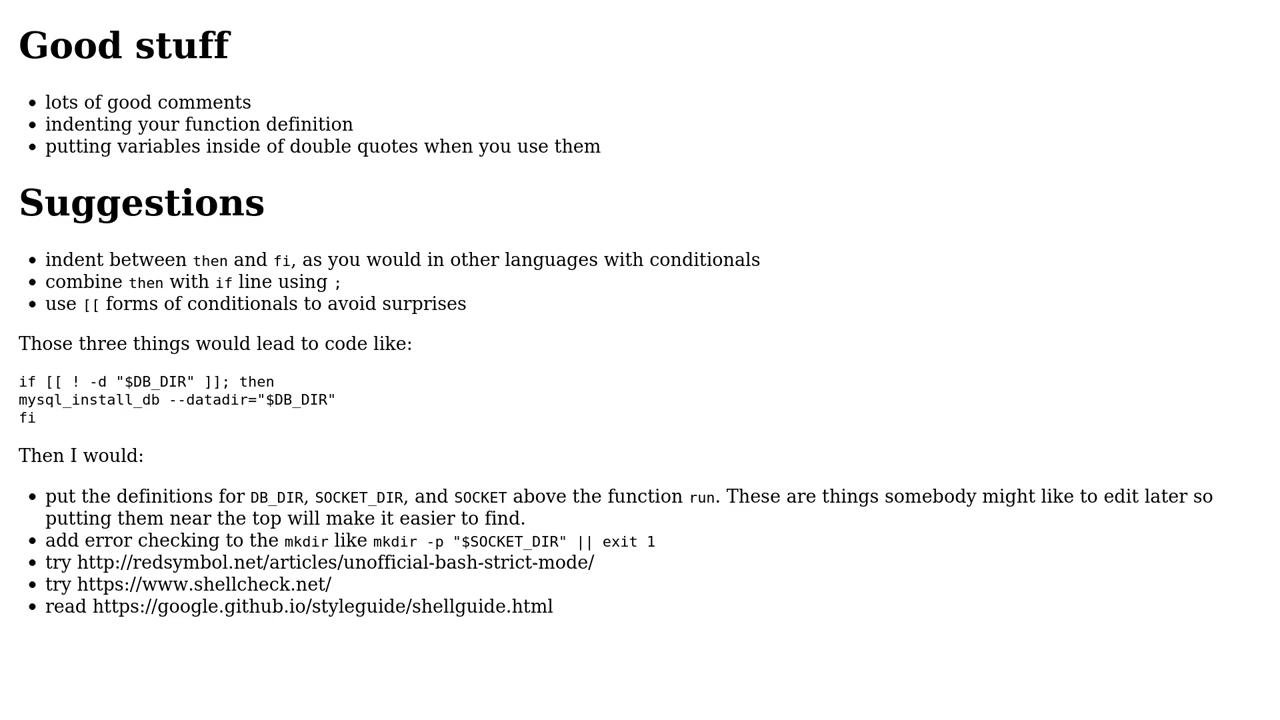 Good stuff
• lots of good comments
• indenting your function definition
• putting variables inside of double quotes when you use them
Suggestions
• indent between then and fi, as you would in other languages with conditionals
• combine then with if line using ;
• use [[ forms of conditionals to avoid surprises
Those three things would lead to code like:
if [[ ! -d "$DB_DIR" ]]; then
mysql_install_db --datadir="$DB_DIR"
fi
Then I would:
• put the definitions for DB_DIR, SOCKET_DIR, and SOCKET above the function run. These are things somebody might like to edit later so
putting them near the top will make it easier to find.
• add error checking to the mkdir like mkdir -p "$SOCKET_DIR" || exit 1
• try http://redsymbol.net/articles/unofficial-bash-strict-mode/
• try https://www.shellcheck.net/
• read https://google.github.io/styleguide/shellguide.html